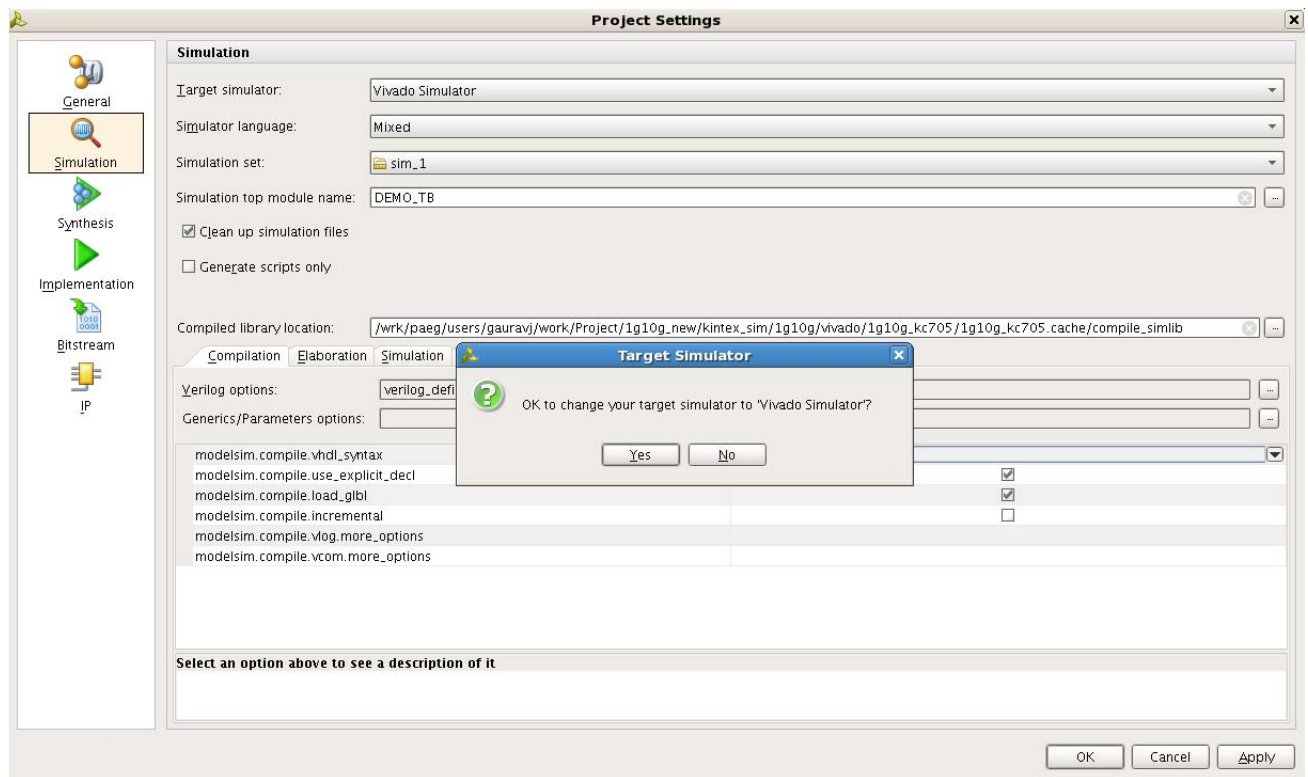 Project Settings
General
Simulation
Synthesis
Implementation
1010
0001
Bitstream
IP
Simulation
Target simulator:
Vivado Simulator
Simulator language:
Mixed
Simulation set:
sim_1
Simulation top module name:
DEMO_TB
...
Clean up simulation files
Generate scripts only
Compiled library location:
/wrk/paeg/users/gauravj/work/Project/1g10g_new/kintex_sim/1g10g/vivado/1g10g_kc705/1g10g_kc705.cache/compile_simlib
...
Compilation
Elaboration
Simulation
Verilog options:
verilog_defi
...
Generics/Parameters options:
...
modelsim.compile.vhdl_syntax
modelsim.compile.use_explicit_decl
modelsim.compile.load_glbl
modelsim.compile.incremental
modelsim.compile.vlog.more_options
modelsim.compile.vcom.more_options
Target Simulator
OK to change your target simulator to 'Vivado Simulator'?
Yes
No
Select an option above to see a description of it
OK
Cancel
Apply